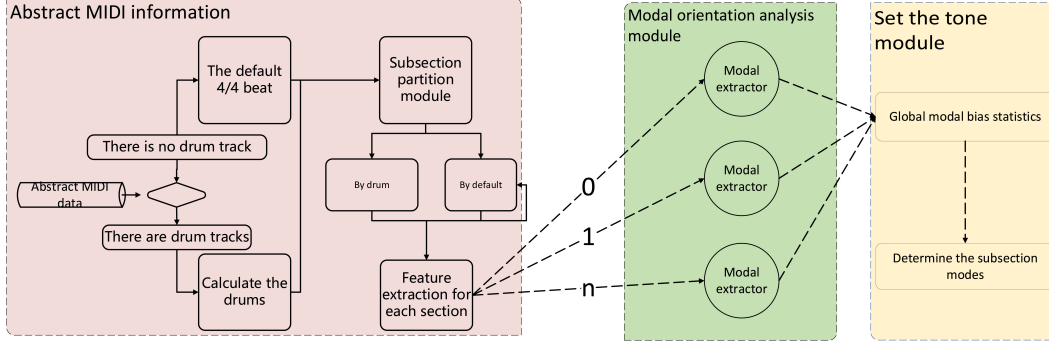 Abstract MIDI information
The default
4/4 beat
There is no drum track
Abstract MIDI
data
There are drum tracks
Calculate the
drums
Subsection
partition
module
By drum
By default
Feature
extraction for
each section
0
1
n
Modal orientation analysis
module
Modal
extractor
Modal
extractor
Modal
extractor
Set the tone
module
Global modal bias statistics
Determine the subsection
modes